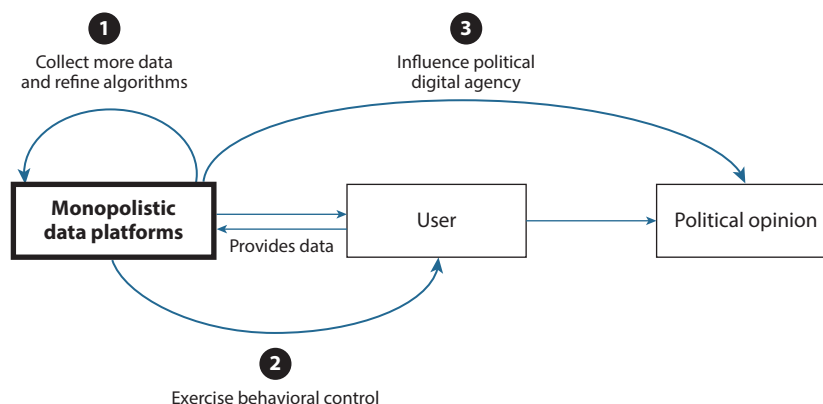 1
Collect more data
and refine algorithms
3
Influence political
digital agency
Monopolistic
data platforms
Provides data
User
Political opinion
2
Exercise behavioral control